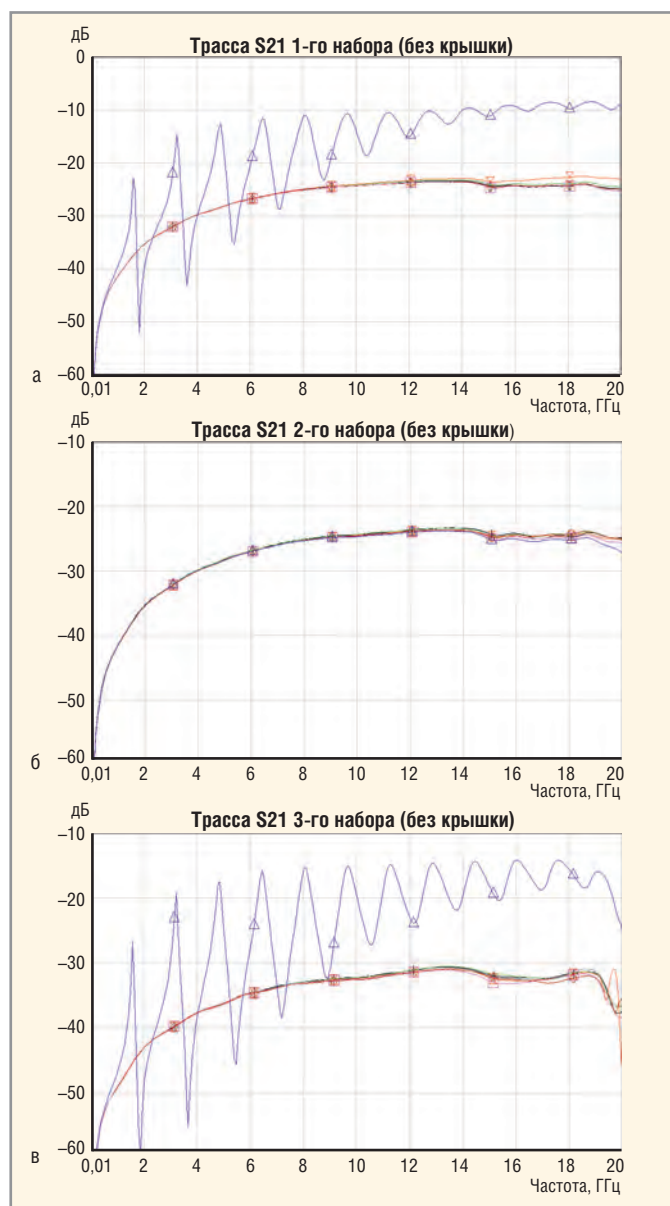 дБ
Трасса S21 1-го набора (без крышки)
0
–10
–20
–30
–40
–50
–60
а
0,01 2 4 6 8 10 12 14 16 18 20
Частота, ГГц
дБ
Трасса S21 2-го набора (без крышки)
–10
–20
–30
–40
–50
–60
б
0,01 2 4 6 8 10 12 14 16 18 20
Частота, ГГц
дБ
Трасса S21 3-го набора (без крышки)
–10
–20
–30
–40
–50
–60
в
0,01 2 4 6 8 10 12 14 16 18 20
Частота, ГГц